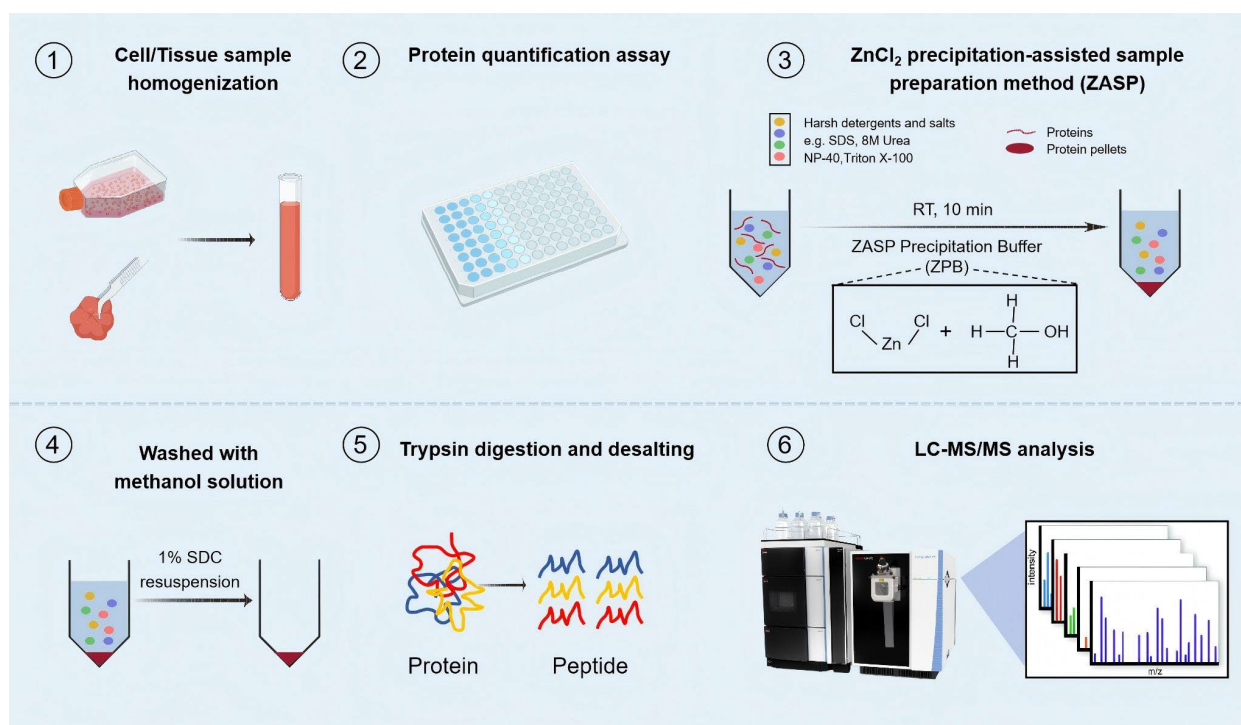 1
Cell/Tissue sample
homogenization
2
Protein quantification assay
3
ZnCl₂ precipitation-assisted sample
preparation method (ZASP)
Harsh detergents and salts
e.g. SDS, 8M Urea
NP-40,Triton X-100
Proteins
Protein pellets
RT, 10 min
ZASP Precipitation Buffer
(ZPB)
Cl
Cl
Zn
+
H
H
C
OH
H
4
Washed with
methanol solution
1% SDC
resuspension
5
Trypsin digestion and desalting
Protein
Peptide
6
LC-MS/MS analysis
intensity
m/z